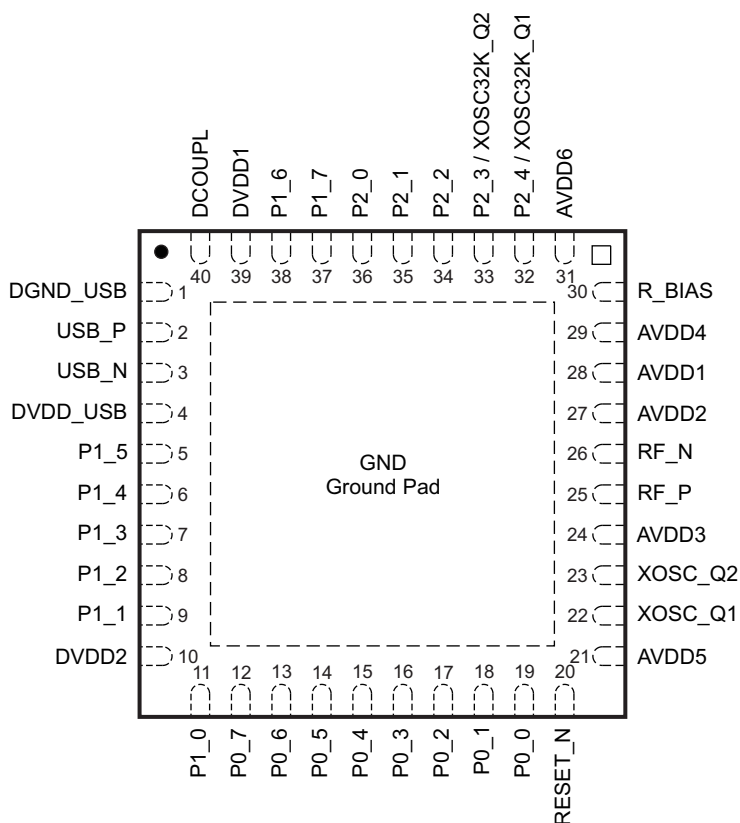 DCOUPL
DVDD1
P1_6
P1_7
P2_0
P2_1
P2_2
P2_3 / XOSC32K_Q2
P2_4 / XOSC32K_Q1
AVDD6
40 39 38 37 36 35 34 33 32 31
DGND_USB 1
30 R_BIAS
USB_P 2
29 AVDD4
USB_N 3
28 AVDD1
DVDD_USB 4
27 AVDD2
P1_5 5
26 RF_N
P1_4 6
25 RF_P
P1_3 7
24 AVDD3
P1_2 8
23 XOSC_Q2
P1_1 9
22 XOSC_Q1
DVDD2 10
21 AVDD5
GND
Ground Pad
11 12 13 14 15 16 17 18 19 20
P1_0
P0_7
P0_6
P0_5
P0_4
P0_3
P0_2
P0_1
P0_0
RESET_N